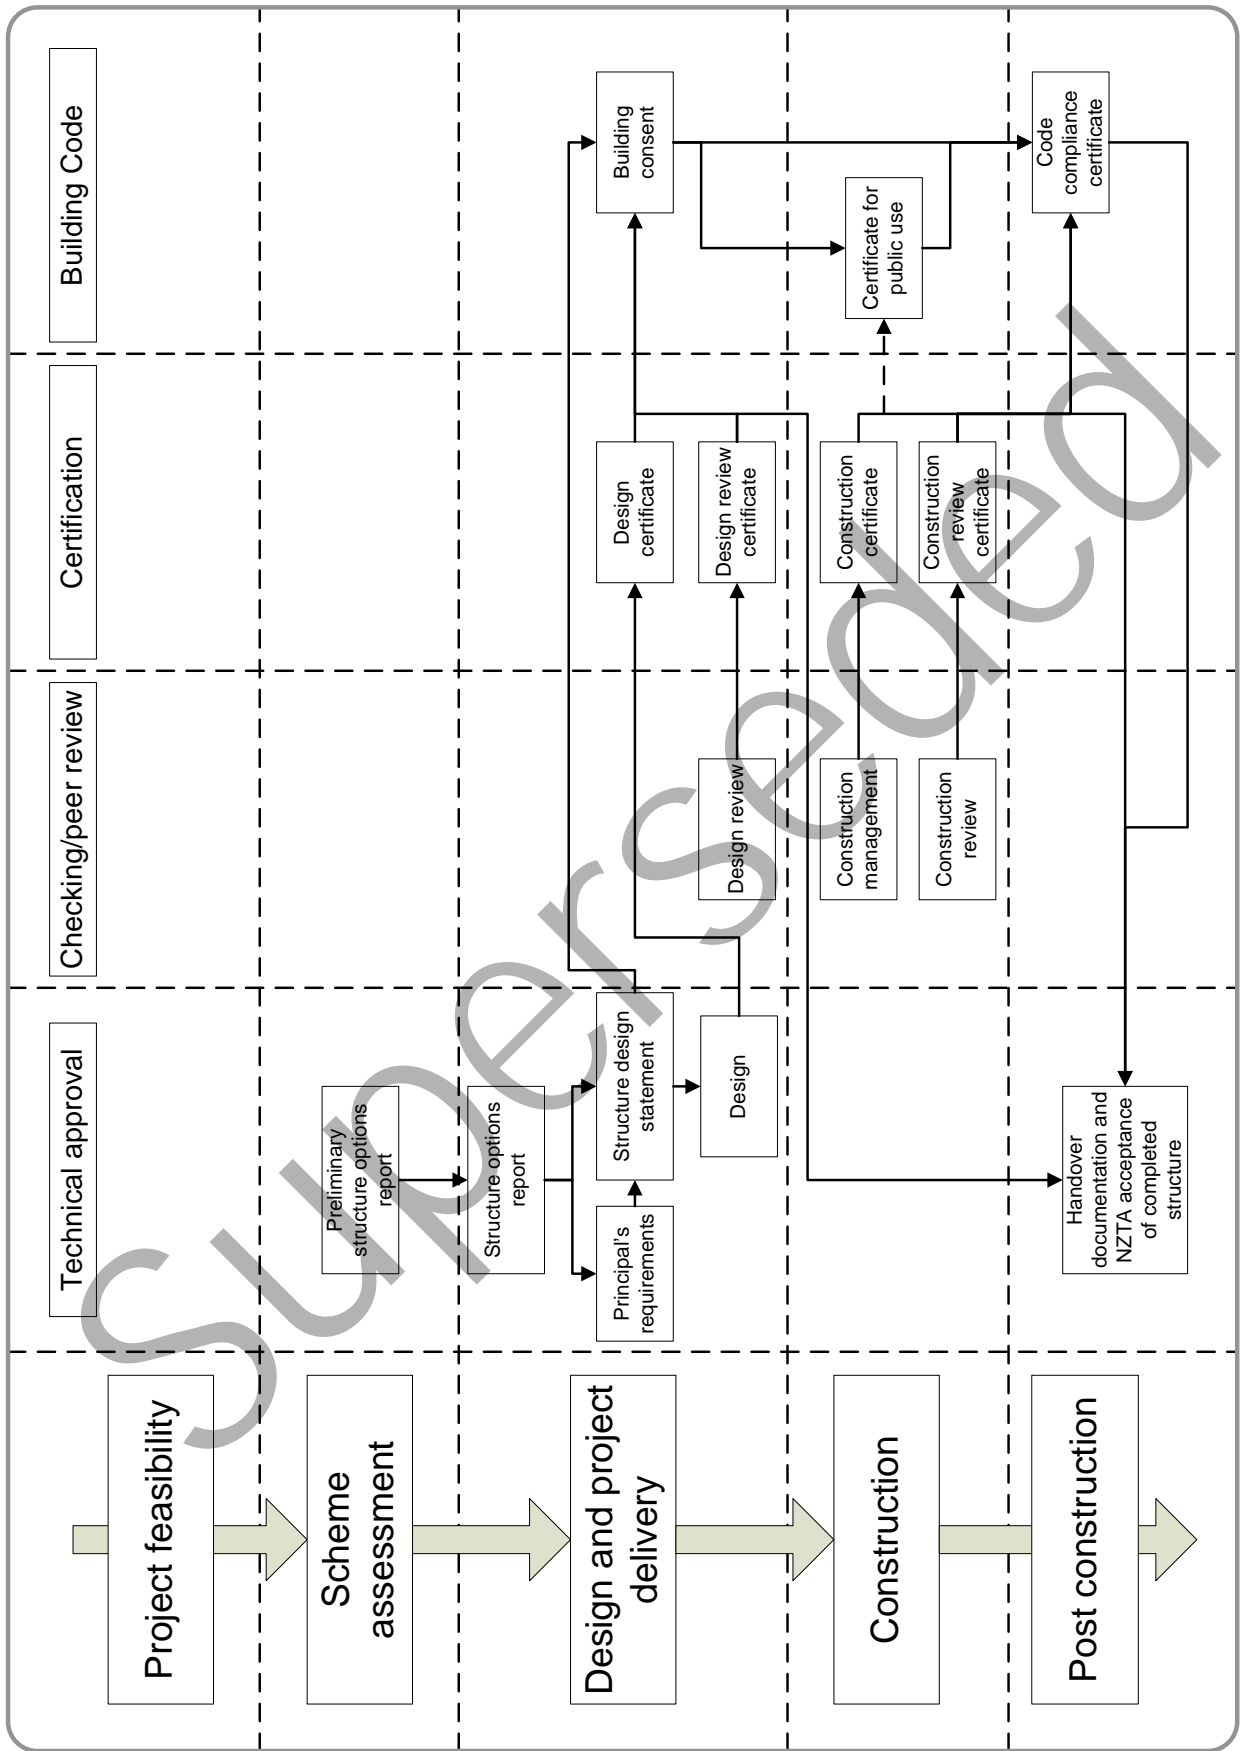 Project feasibility
Scheme
assessment
Design and project
delivery
Construction
Post construction
Technical approval
Checking/peer review
Certification
Building Code
Preliminary
structure options
report
Structure options
report
Principal's
requirements
Structure design
statement
Design
Handover
documentation and
NZTA acceptance
of completed
structure
Design review
Construction
management
Construction
review
Design
certificate
Design review
certificate
Construction
certificate
Construction
review
certificate
Building
consent
Certificate for
public use
Code
compliance
certificate
Superseded